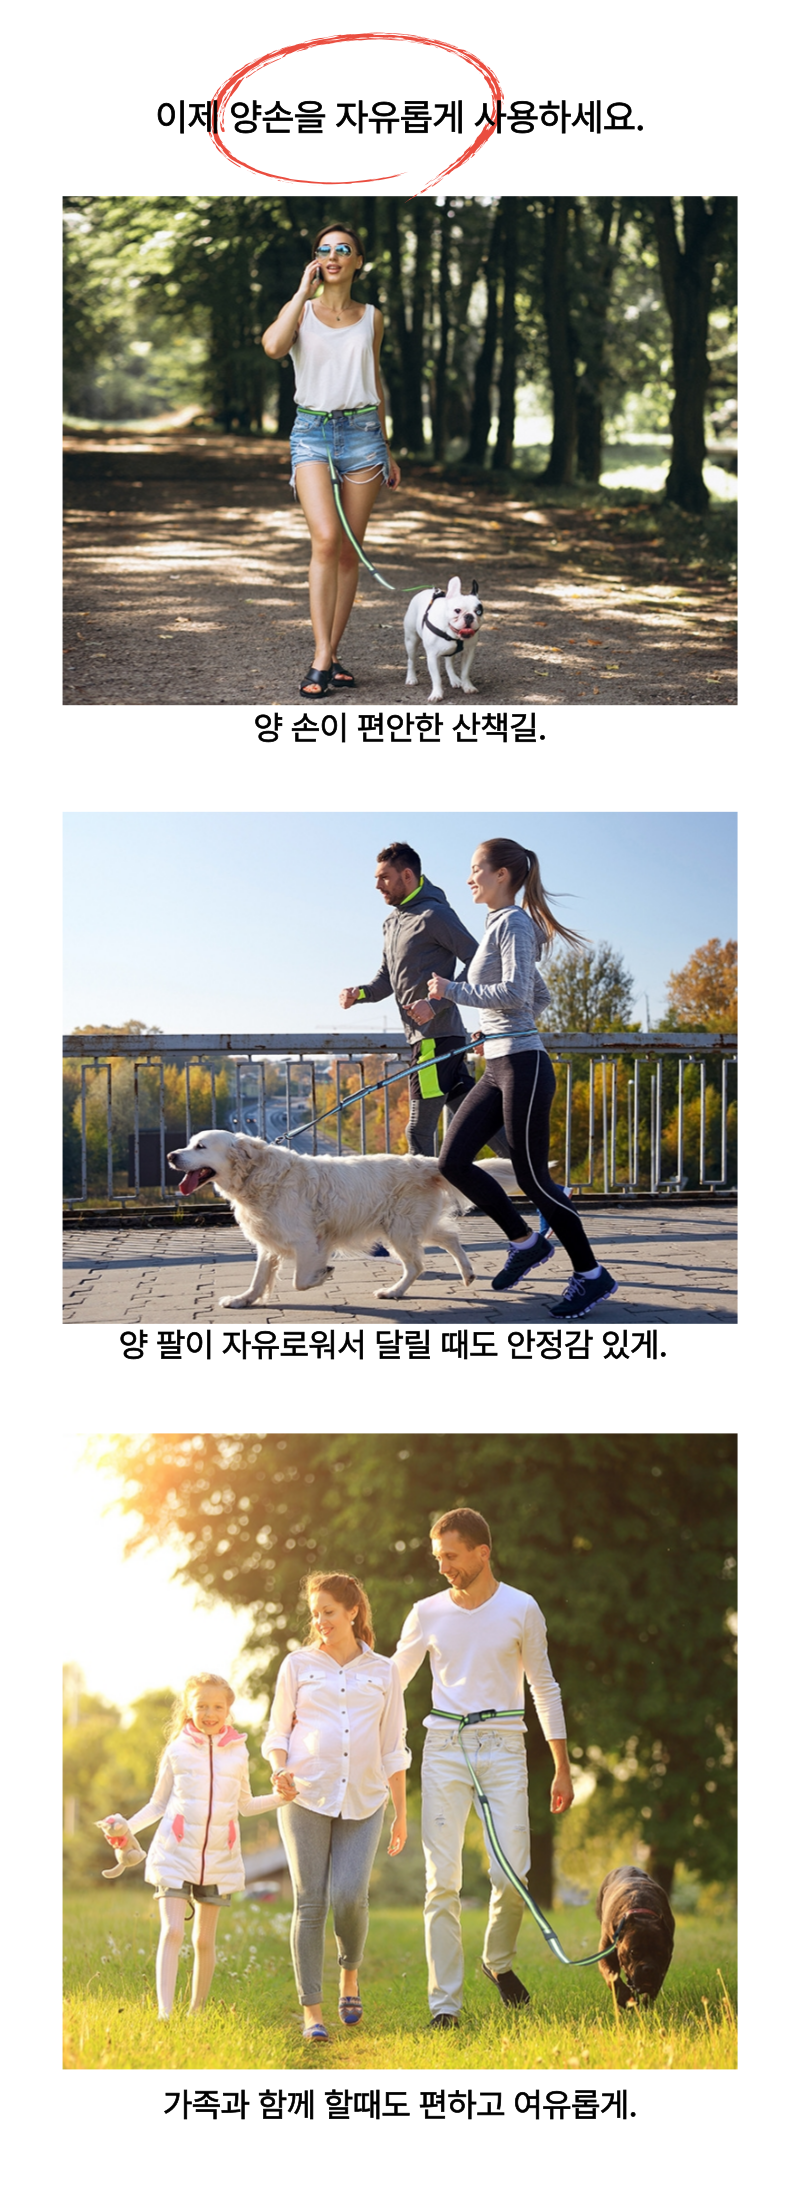 이제 양손을 자유롭게 사용하세요.
양 손이 편안한 산책길.
양 팔이 자유로워서 달릴 때도 안정감 있게.
가족과 함께 할때도 편하고 여유롭게.